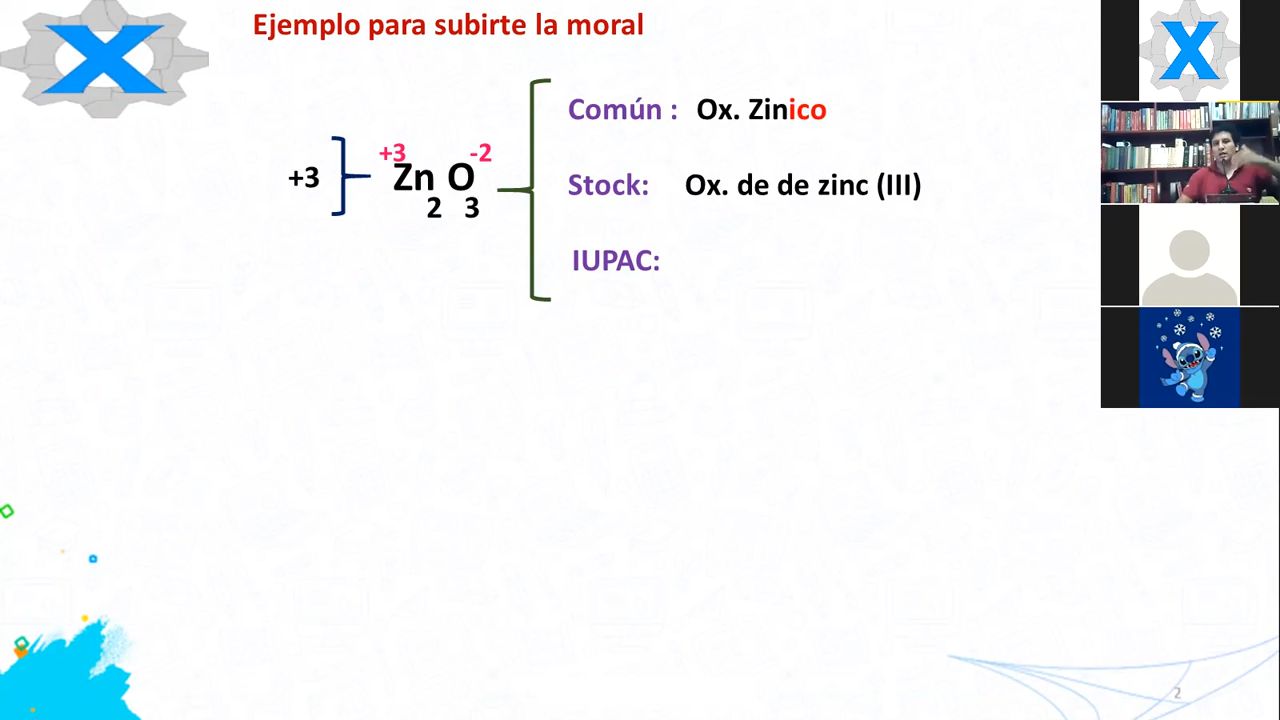 Ejemplo para subirte la moral
Común : Ox. Zinico
+3 +3 Zn O -2
2 3
Stock: Ox. de de zinc (III)
IUPAC:
2
X
X